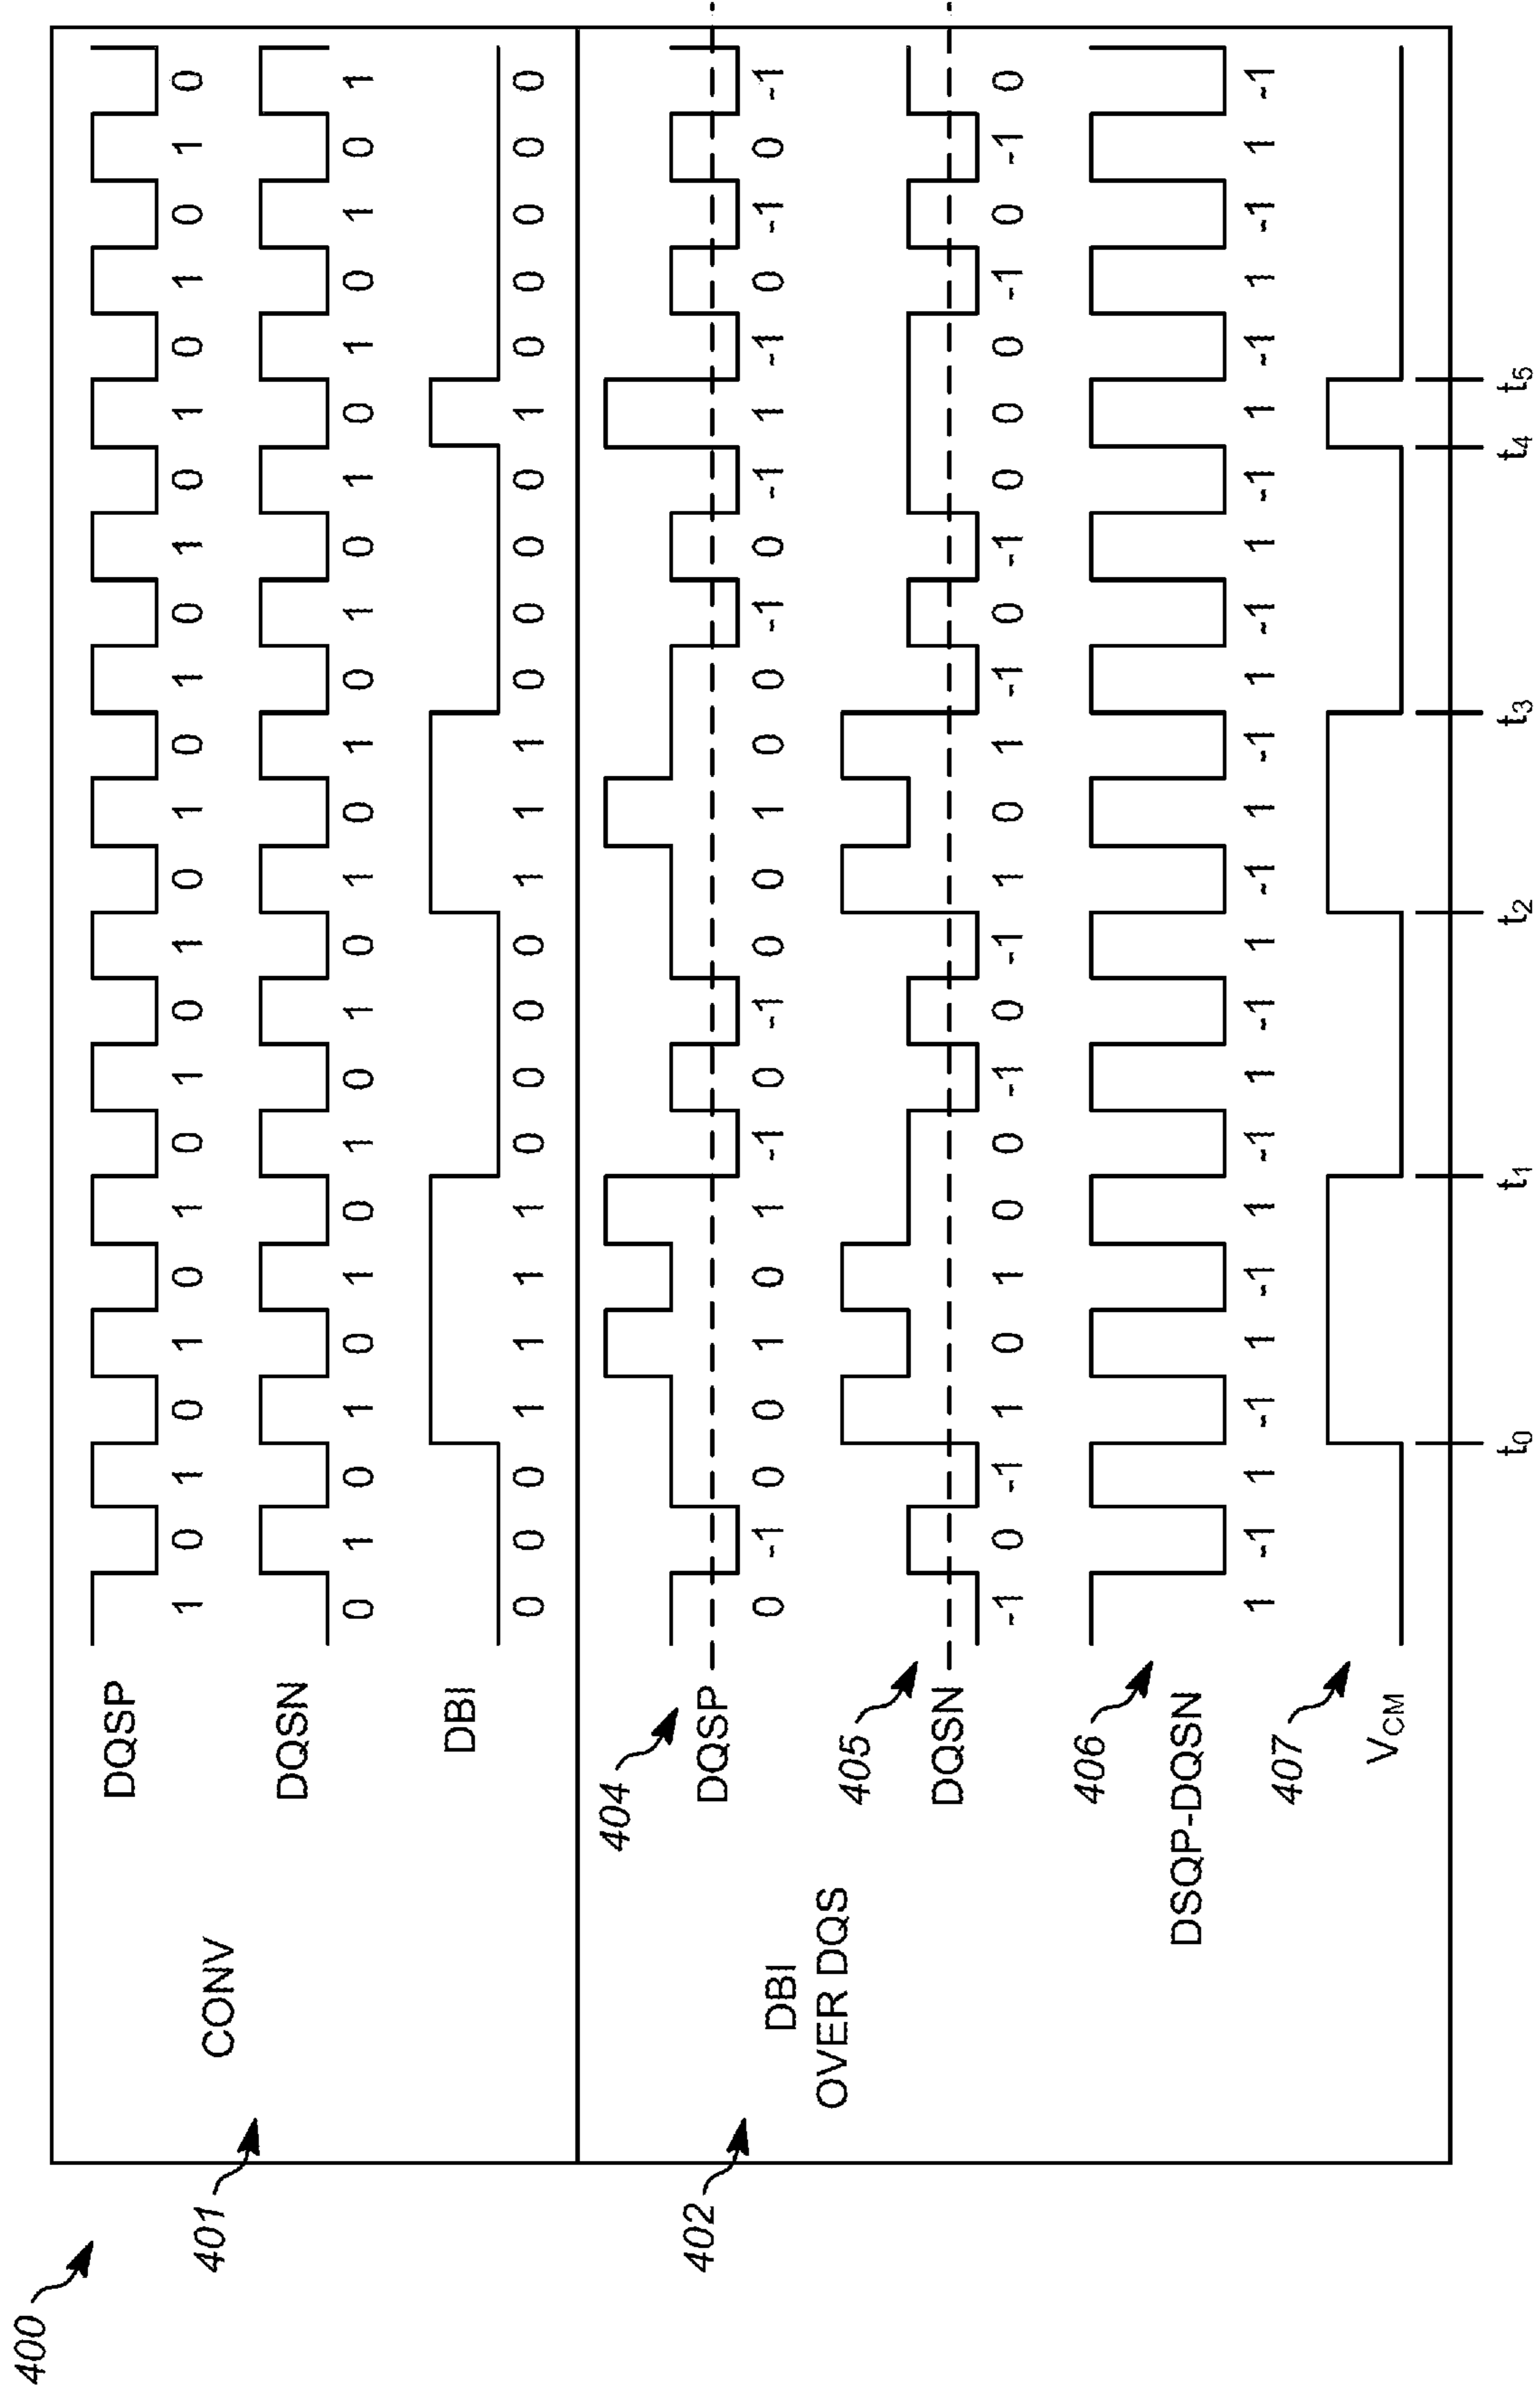 400
401
CONV
DQSP
1 0 1 0 1 0 1 0 1 0 1 0 1 0 1 0 1 0 1 0 1 0 1 0
DQSN
0 1 0 1 0 1 0 1 0 1 0 1 0 1 0 1 0 1 0 1 0 1 0 1
DBI
0 0 0 1 1 1 1 0 0 0 0 1 1 1 0 0 0 0 1 0 0 0 0 0
402
DBI
OVER DQS
404
DQSP
0 -1 0 0 1 0 1 -1 0 -1 0 0 1 0 0 -1 0 -1 1 -1 0 -1 0 -1
405
DQSN
-1 0 -1 1 0 1 0 0 -1 0 -1 1 0 1 -1 0 -1 0 0 0 -1 0 -1 0
406
DSQP-DQSN
1 -1 1 -1 1 -1 1 -1 1 -1 1 -1 1 -1 1 -1 1 -1 1 -1 1 -1 1 -1
407
VCM
t0 t1 t2 t3 t4 t5